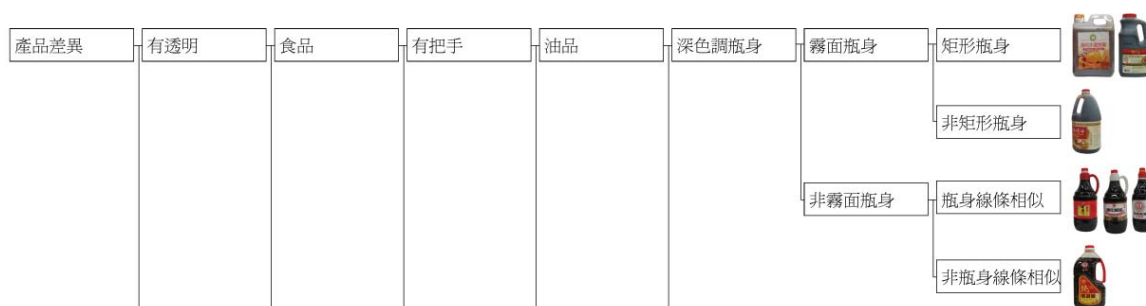 產品差異
有透明
食品
有把手
油品
深色調瓶身
霧面瓶身
矩形瓶身
非矩形瓶身
非霧面瓶身
瓶身線條相似
非瓶身線條相似